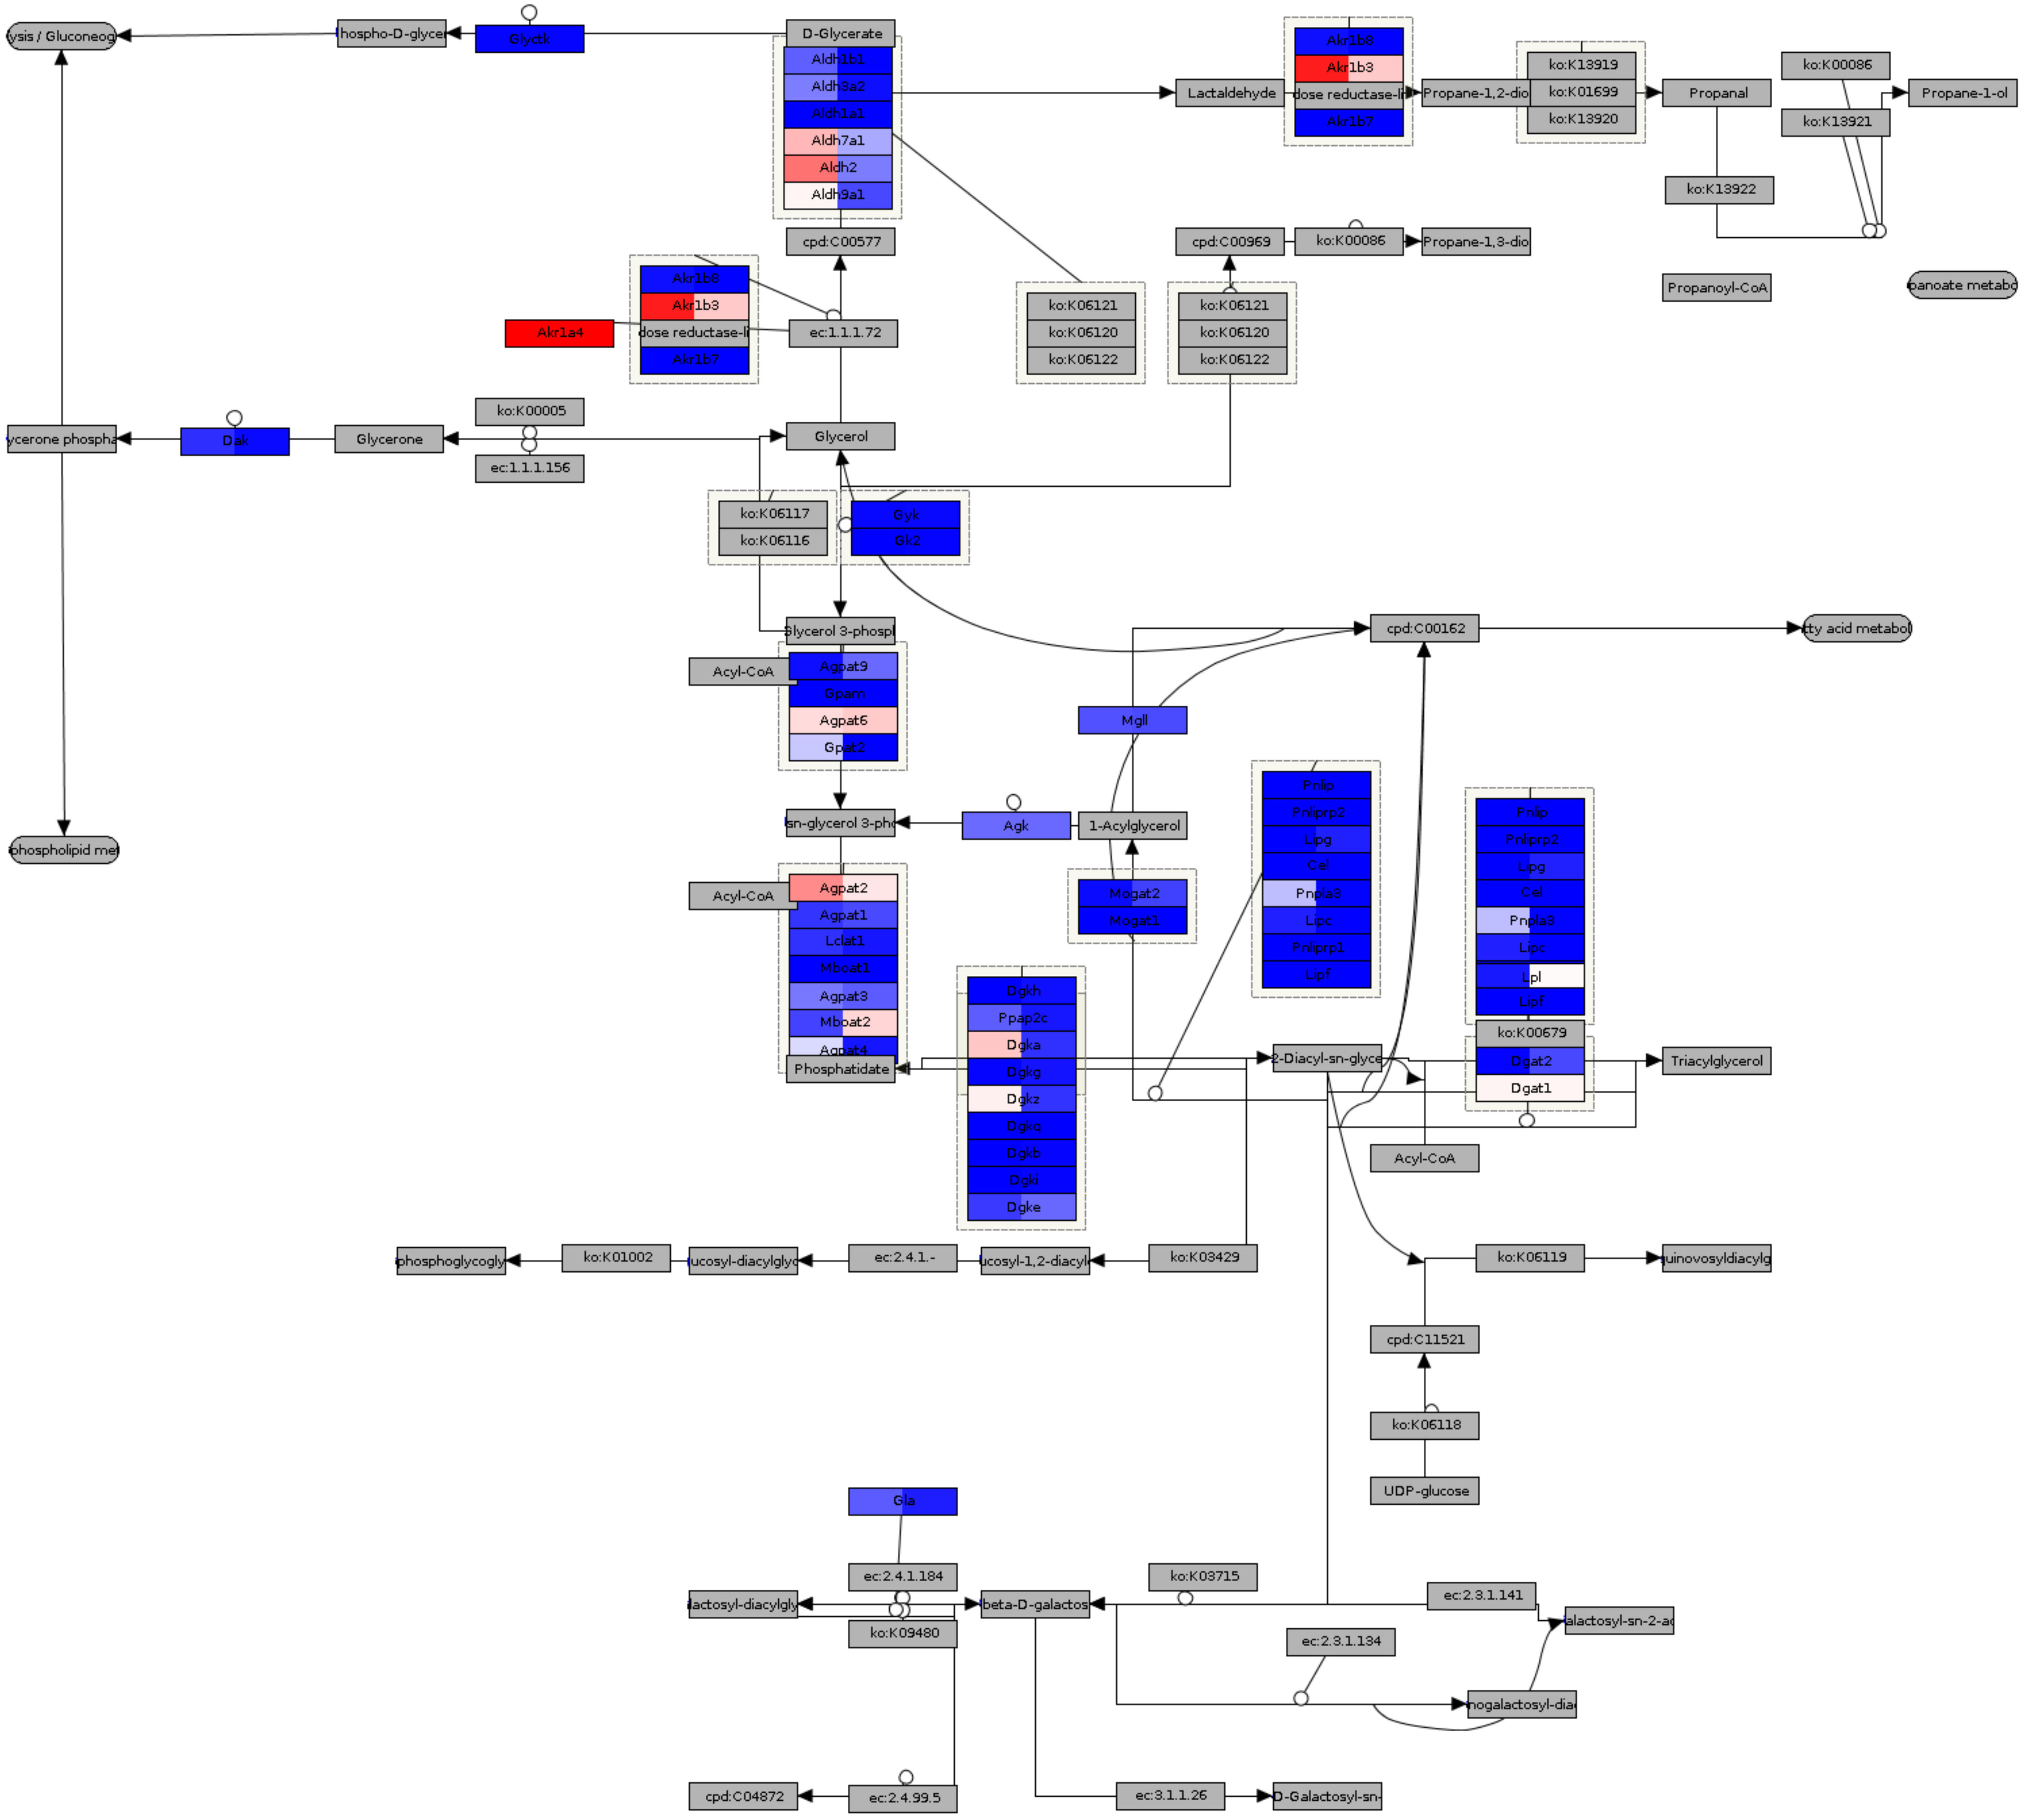 ysis / Gluconeog
hospho-D-glycer
Glyctk
D-Glycerate
Aldh1b1
Aldh3a2
Aldh1a1
Aldh7a1
Aldh2
Aldh9a1
Lactaldehyde
Akr1b8
Akr1b3
dose reductase-li
Akr1b7
Propane-1,2-dio
ko:K13919
ko:K01699
ko:K13920
Propanal
ko:K00086
ko:K13921
Propane-1-ol
ko:K13922
cpd:C00577
cpd:C00969
ko:K00086
Propane-1,3-dio
Propanoyl-CoA
panoate metabo
Akr1b8
Akr1b3
dose reductase-li
Akr1b7
Akr1a4
ec:1.1.1.72
ko:K06121
ko:K06120
ko:K06122
ko:K06121
ko:K06120
ko:K06122
ycerone phospha
Dak
Glycerone
ko:K00005
ec:1.1.1.156
Glycerol
ko:K06117
ko:K06116
Gyk
Gk2
Glycerol 3-phosph
cpd:C00162
tty acid metabol
Acyl-CoA
Agpat9
Gpam
Agpat6
Gpat2
Mgll
sn-glycerol 3-pho
Agk
1-Acylglycerol
phospholipid met
Pnlip
Pnliprp2
Lipg
Cel
Pnpla3
Lipc
Pnliprp1
Lipf
Pnlip
Pnliprp2
Lipg
Cel
Pnpla3
Lipc
Lpl
Lipf
Acyl-CoA
Agpat2
Agpat1
Lclat1
Mboat1
Agpat3
Mboat2
Agpat4
Phosphatidate
Mogat2
Mogat1
Dgkh
Ppap2c
Dgka
Dgkg
Dgkz
Dgkq
Dgkb
Dgki
Dgke
2-Diacyl-sn-glyce
ko:K00679
Dgat2
Dgat1
Triacylglycerol
Acyl-CoA
phosphoglycogly
ko:K01002
ucosyl-diacylglyc
ec:2.4.1.-
ucosyl-1,2-diacyl
ko:K03429
ko:K06119
uinovosyldiacylg
cpd:C11521
ko:K06118
UDP-glucose
Gla
ec:2.4.1.184
lactosyl-diacylgly
ko:K09480
beta-D-galactos
ko:K03715
ec:2.3.1.141
alactosyl-sn-2-ac
ec:2.3.1.134
nogalactosyl-diac
cpd:C04872
ec:2.4.99.5
ec:3.1.1.26
D-Galactosyl-sn-